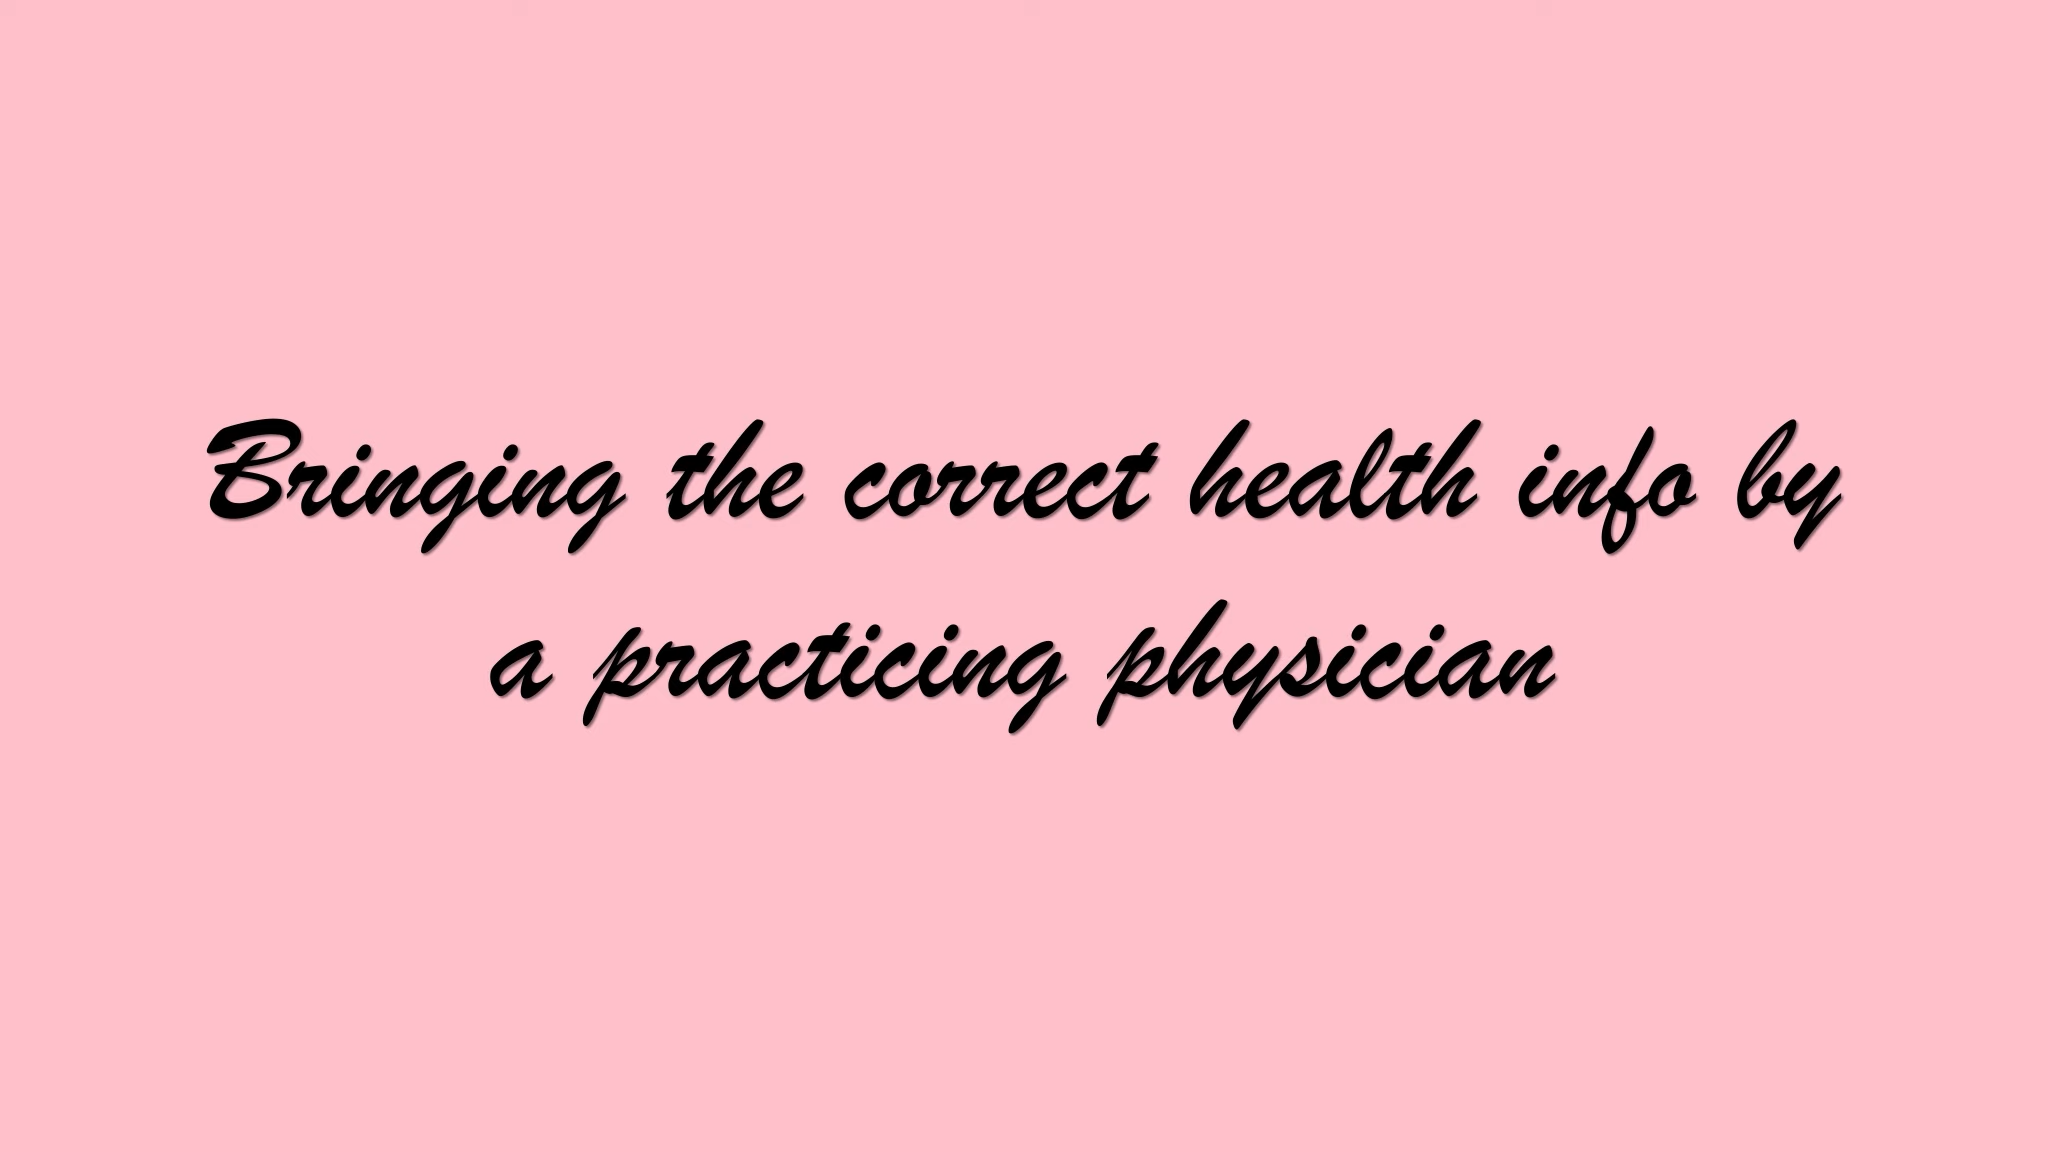 Bringing the correct health info by
a practicing physician